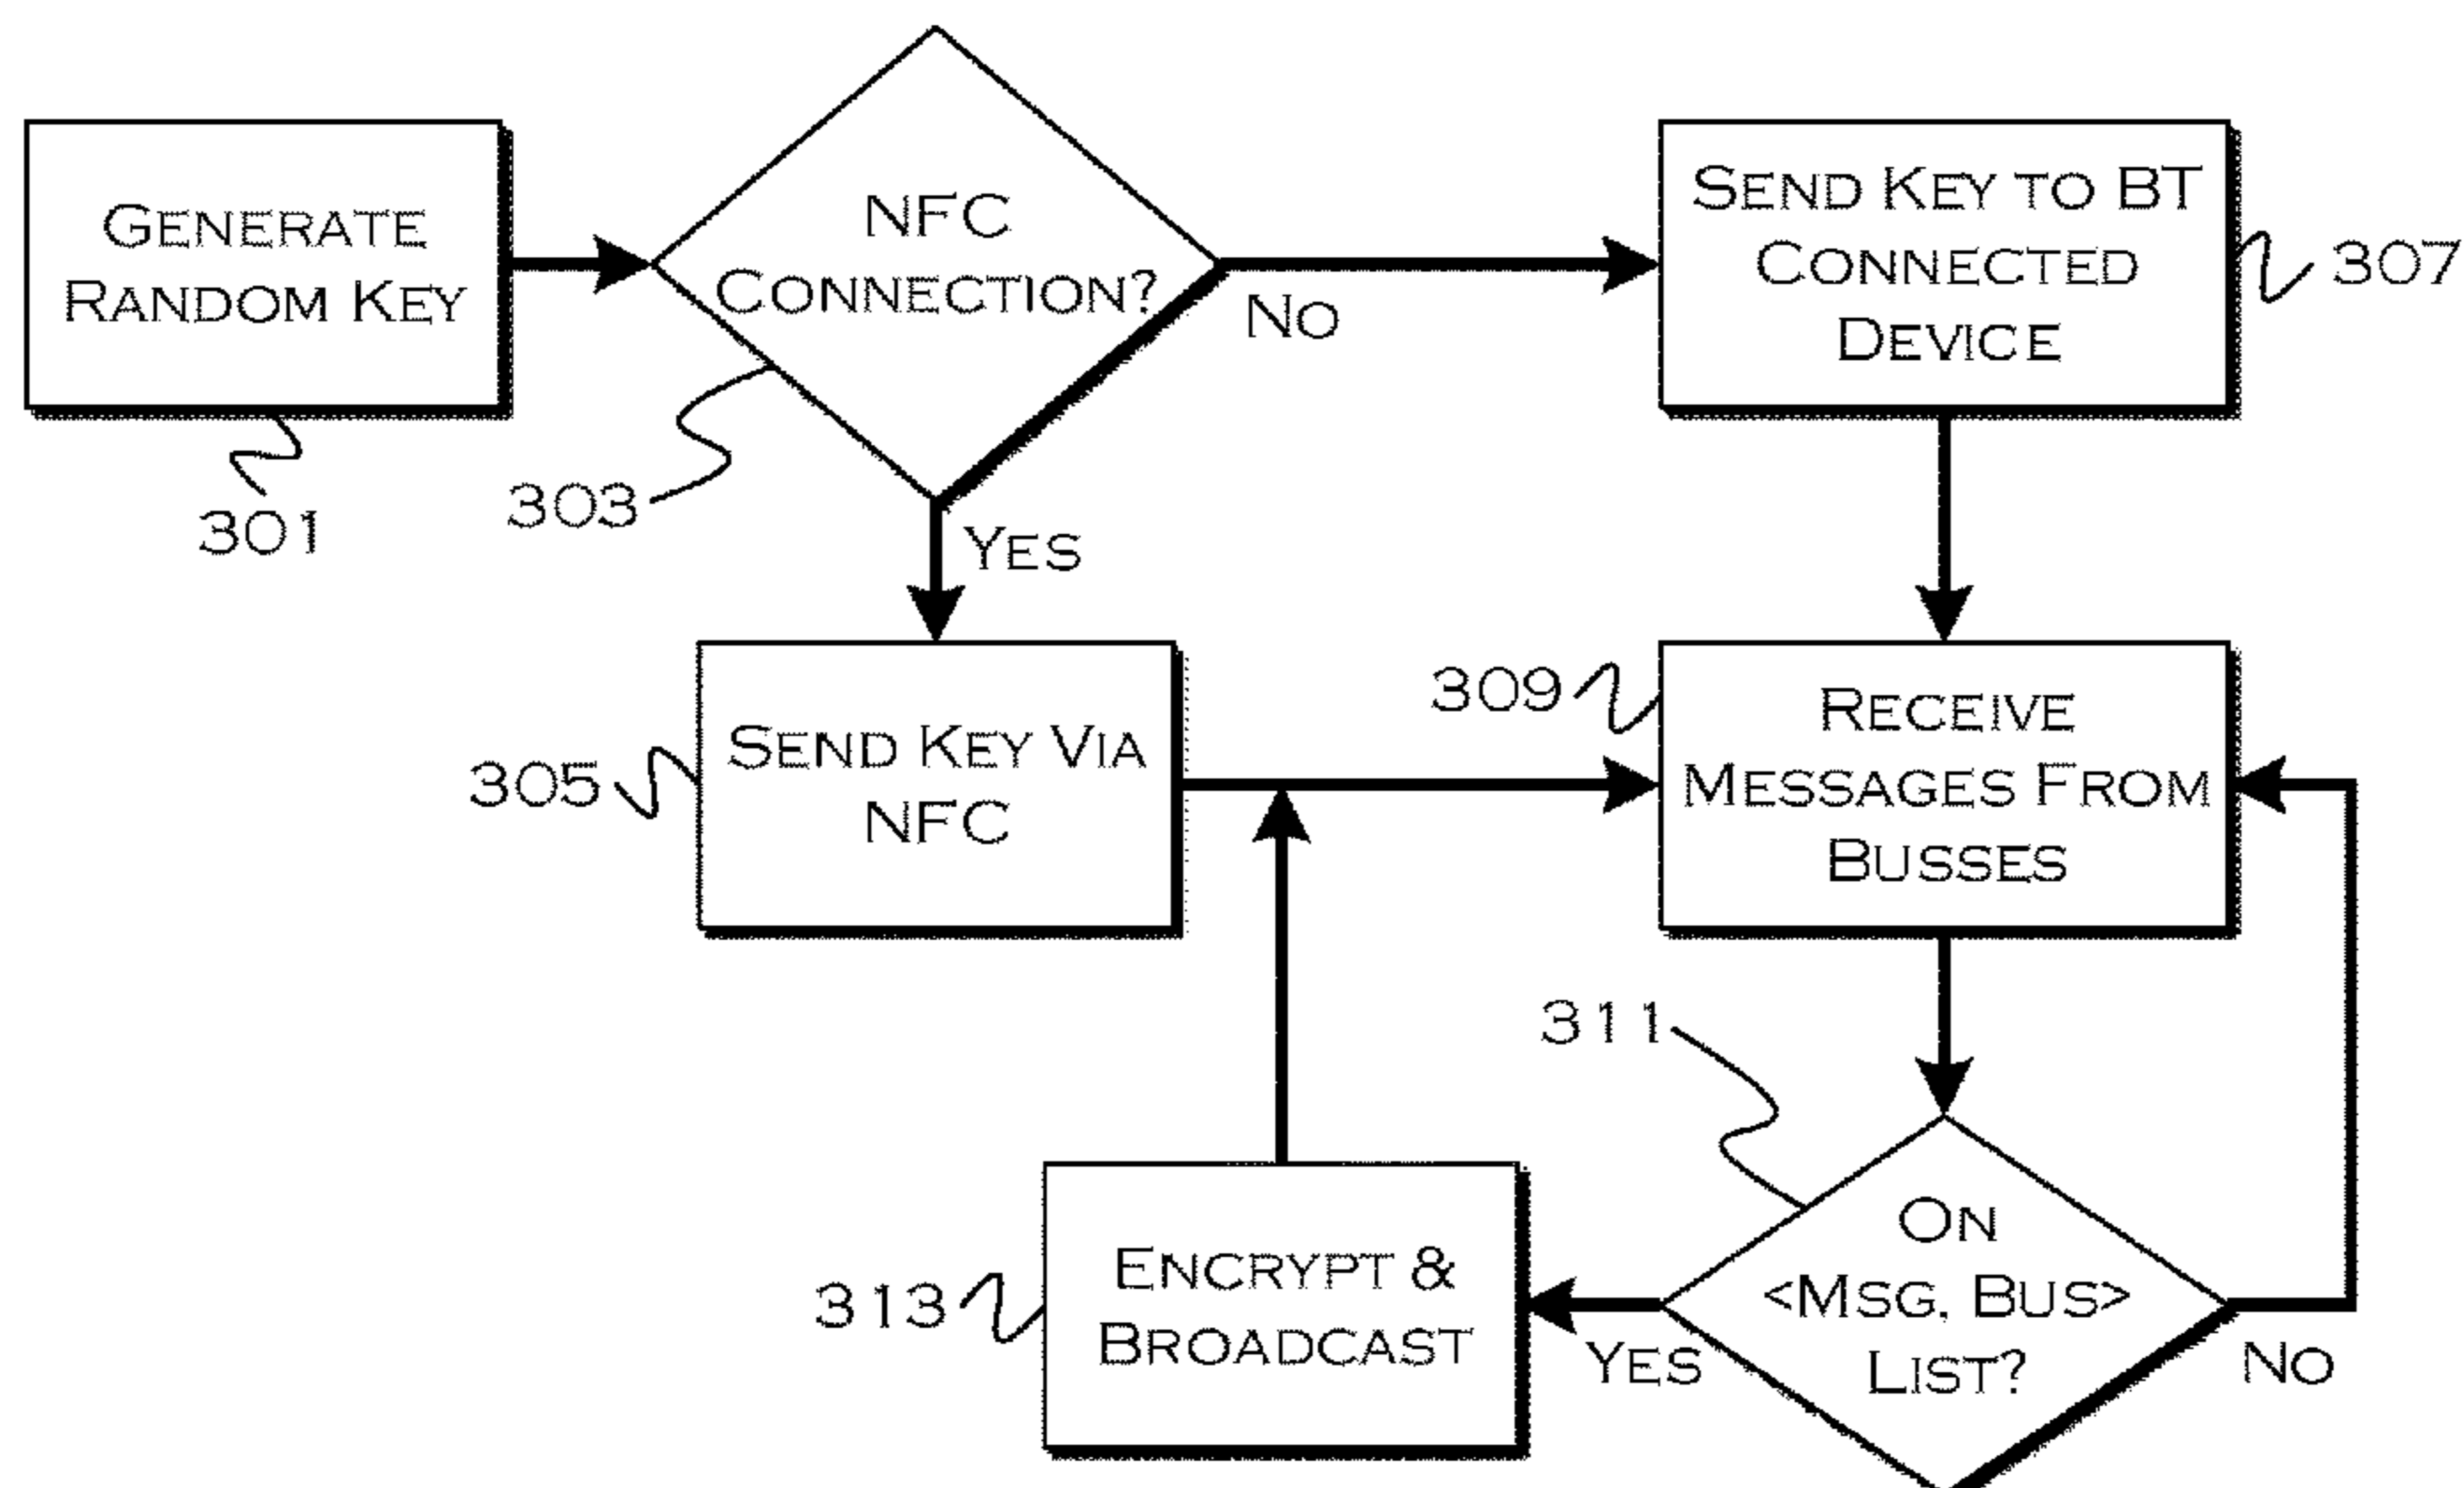 GENERATE
RANDOM KEY
301
NFC
CONNECTION?
303
NO
YES
SEND KEY TO BT
CONNECTED
DEVICE
307
SEND KEY VIA
NFC
305
309
RECEIVE
MESSAGES FROM
BUSSES
311
ON
<MSG, BUS>
LIST?
YES
NO
ENCRYPT &
BROADCAST
313